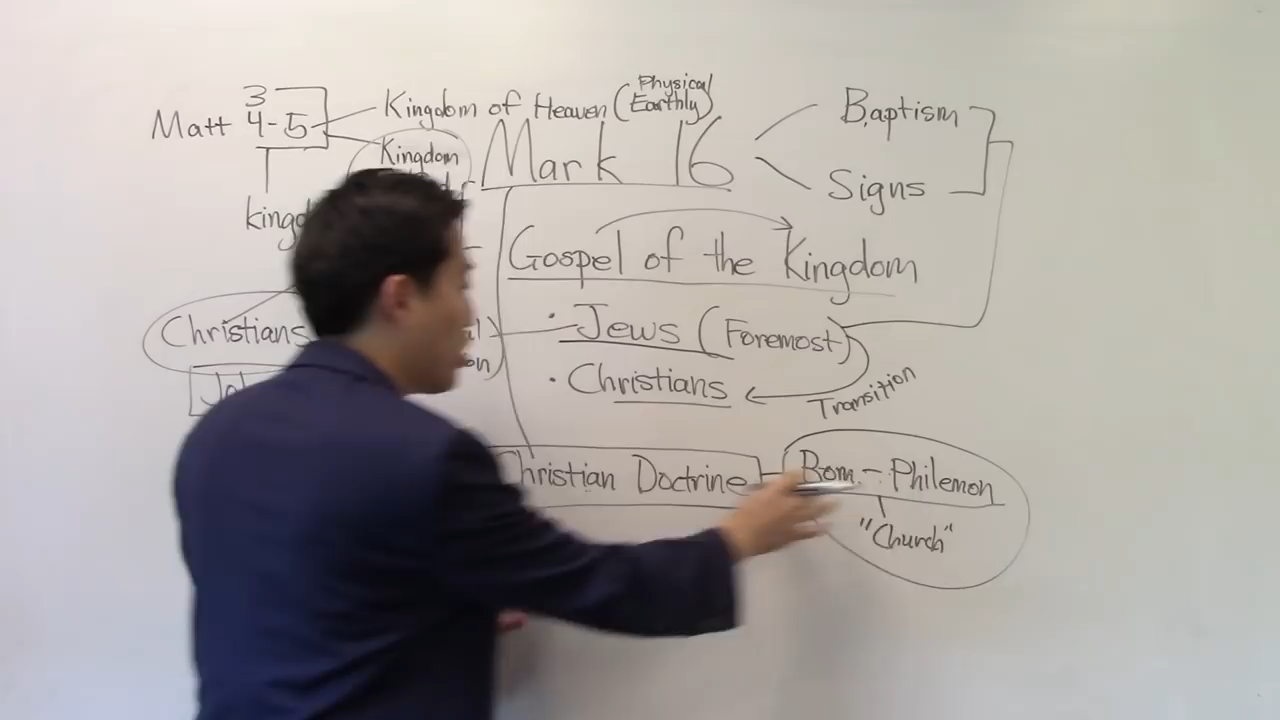 3
Matt 4-5
Kingdom of Heaven (Physical Earthly)
Kingdom
Mark 16
Baptism
Signs
Gospel of the Kingdom
• Jews (Foremost)
• Christians
Transition
Christians
Christian Doctrine
Rom - Philemon
"Church"